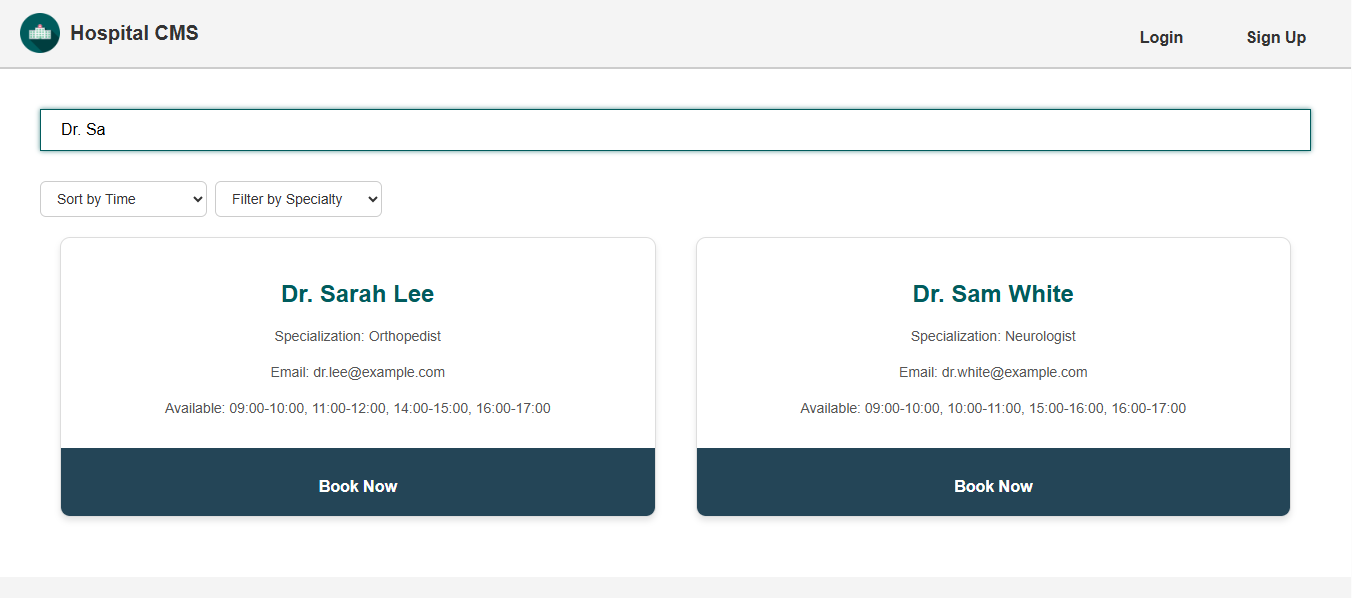 Hospital CMS
Login
Sign Up
Dr. Sa
Sort by Time
Filter by Specialty
Dr. Sarah Lee
Specialization: Orthopedist
Email: dr.lee@example.com
Available: 09:00-10:00, 11:00-12:00, 14:00-15:00, 16:00-17:00
Book Now
Dr. Sam White
Specialization: Neurologist
Email: dr.white@example.com
Available: 09:00-10:00, 10:00-11:00, 15:00-16:00, 16:00-17:00
Book Now